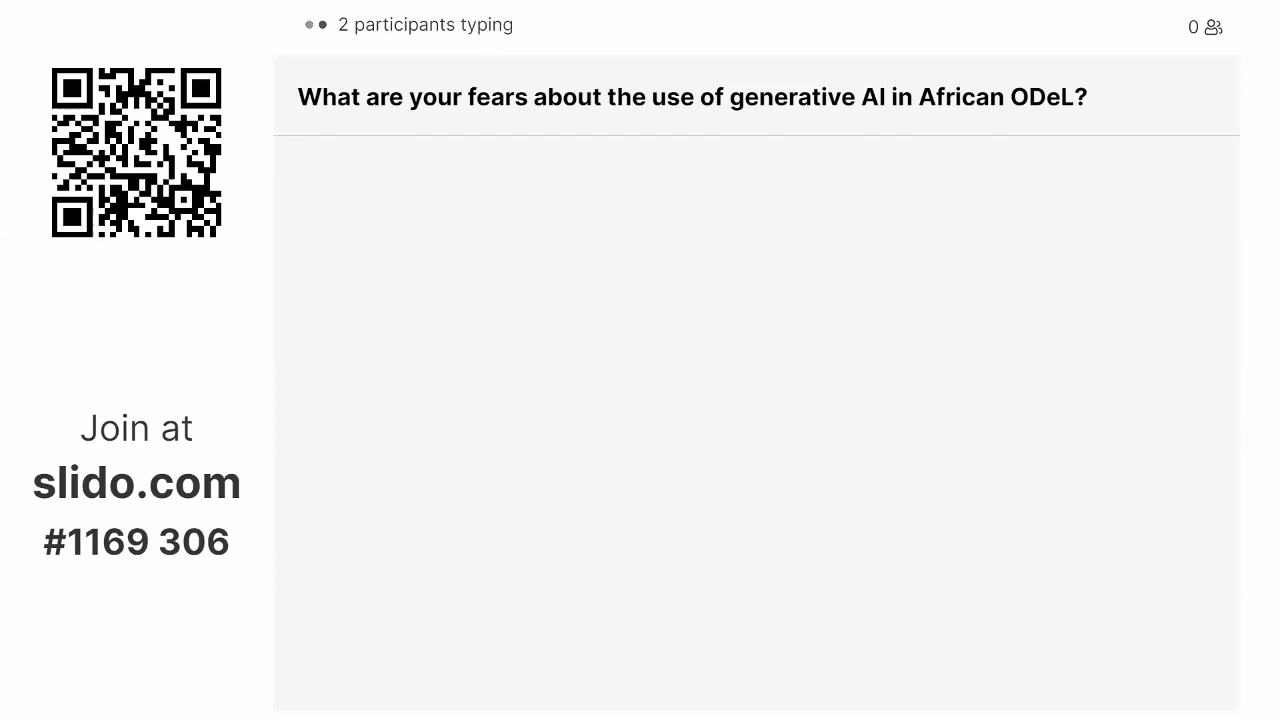 2 participants typing
0
What are your fears about the use of generative AI in African ODeL?
Join at
slido.com
#1169 306